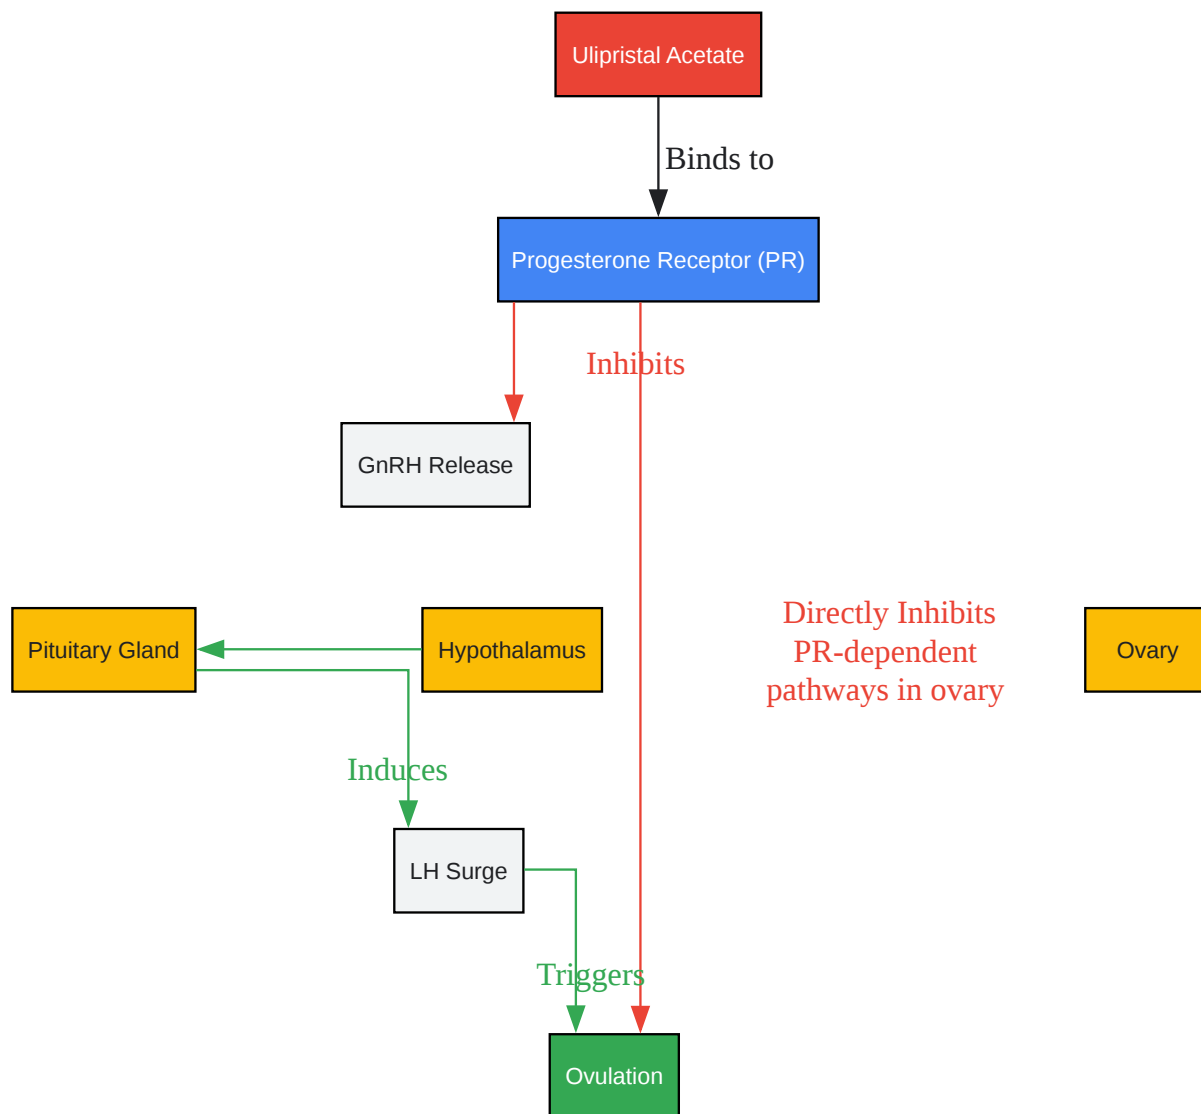 Ulipristal Acetate
Binds to
Progesterone Receptor (PR)
Inhibits
GnRH Release
Pituitary Gland
Hypothalamus
Directly Inhibits
PR-dependent
pathways in ovary
Ovary
Induces
LH Surge
Triggers
Ovulation